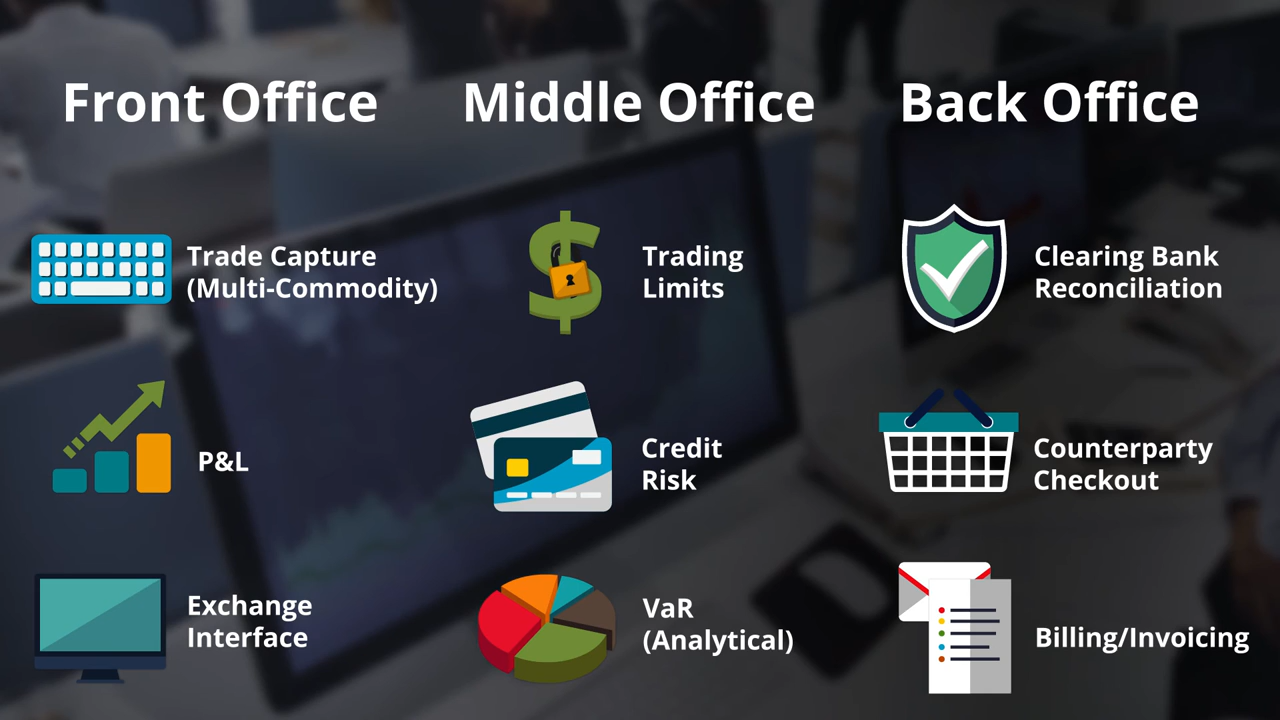 Front Office
Middle Office
Back Office
Trade Capture
(Multi-Commodity)
Trading
Limits
Clearing Bank
Reconciliation
P&L
Credit
Risk
Counterparty
Checkout
Exchange
Interface
VaR
(Analytical)
Billing/Invoicing